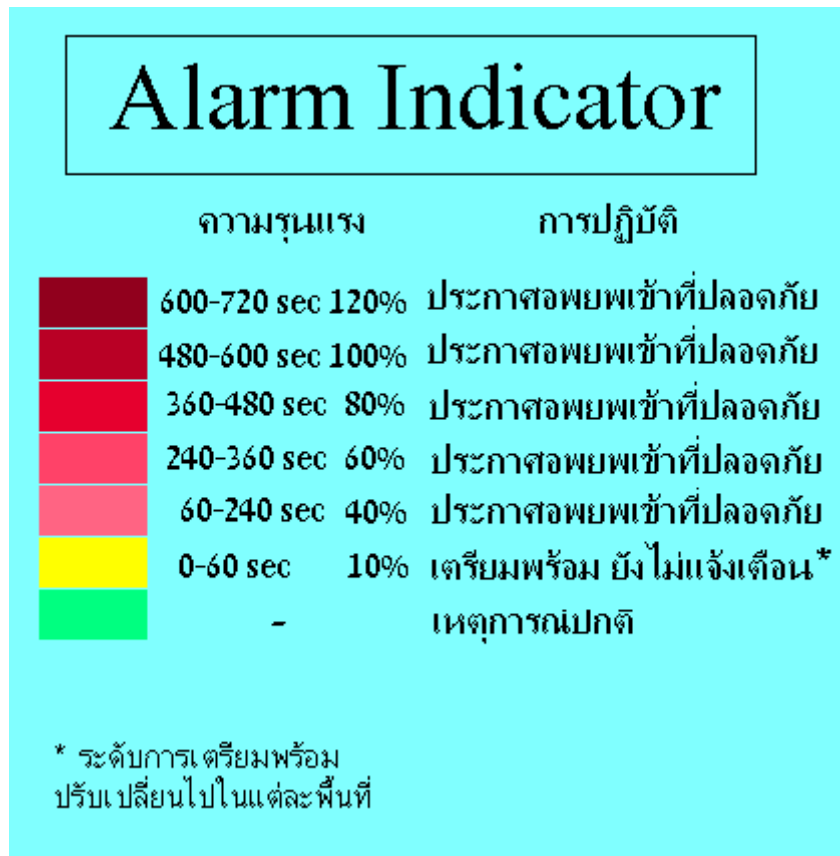 Alarm Indicator
ความรุนแรง การปฏิบัติ
600-720 sec 120% ประกาศอพยพเข้าที่ปลอดภัย
480-600 sec 100% ประกาศอพยพเข้าที่ปลอดภัย
360-480 sec 80% ประกาศอพยพเข้าที่ปลอดภัย
240-360 sec 60% ประกาศอพยพเข้าที่ปลอดภัย
60-240 sec 40% ประกาศอพยพเข้าที่ปลอดภัย
0-60 sec 10% เตรียมพร้อม ยังไม่แจ้งเตือน*
- เหตุการณ์ปกติ
* ระดับการเตรียมพร้อม
ปรับเปลี่ยนไปในแต่ละพื้นที่